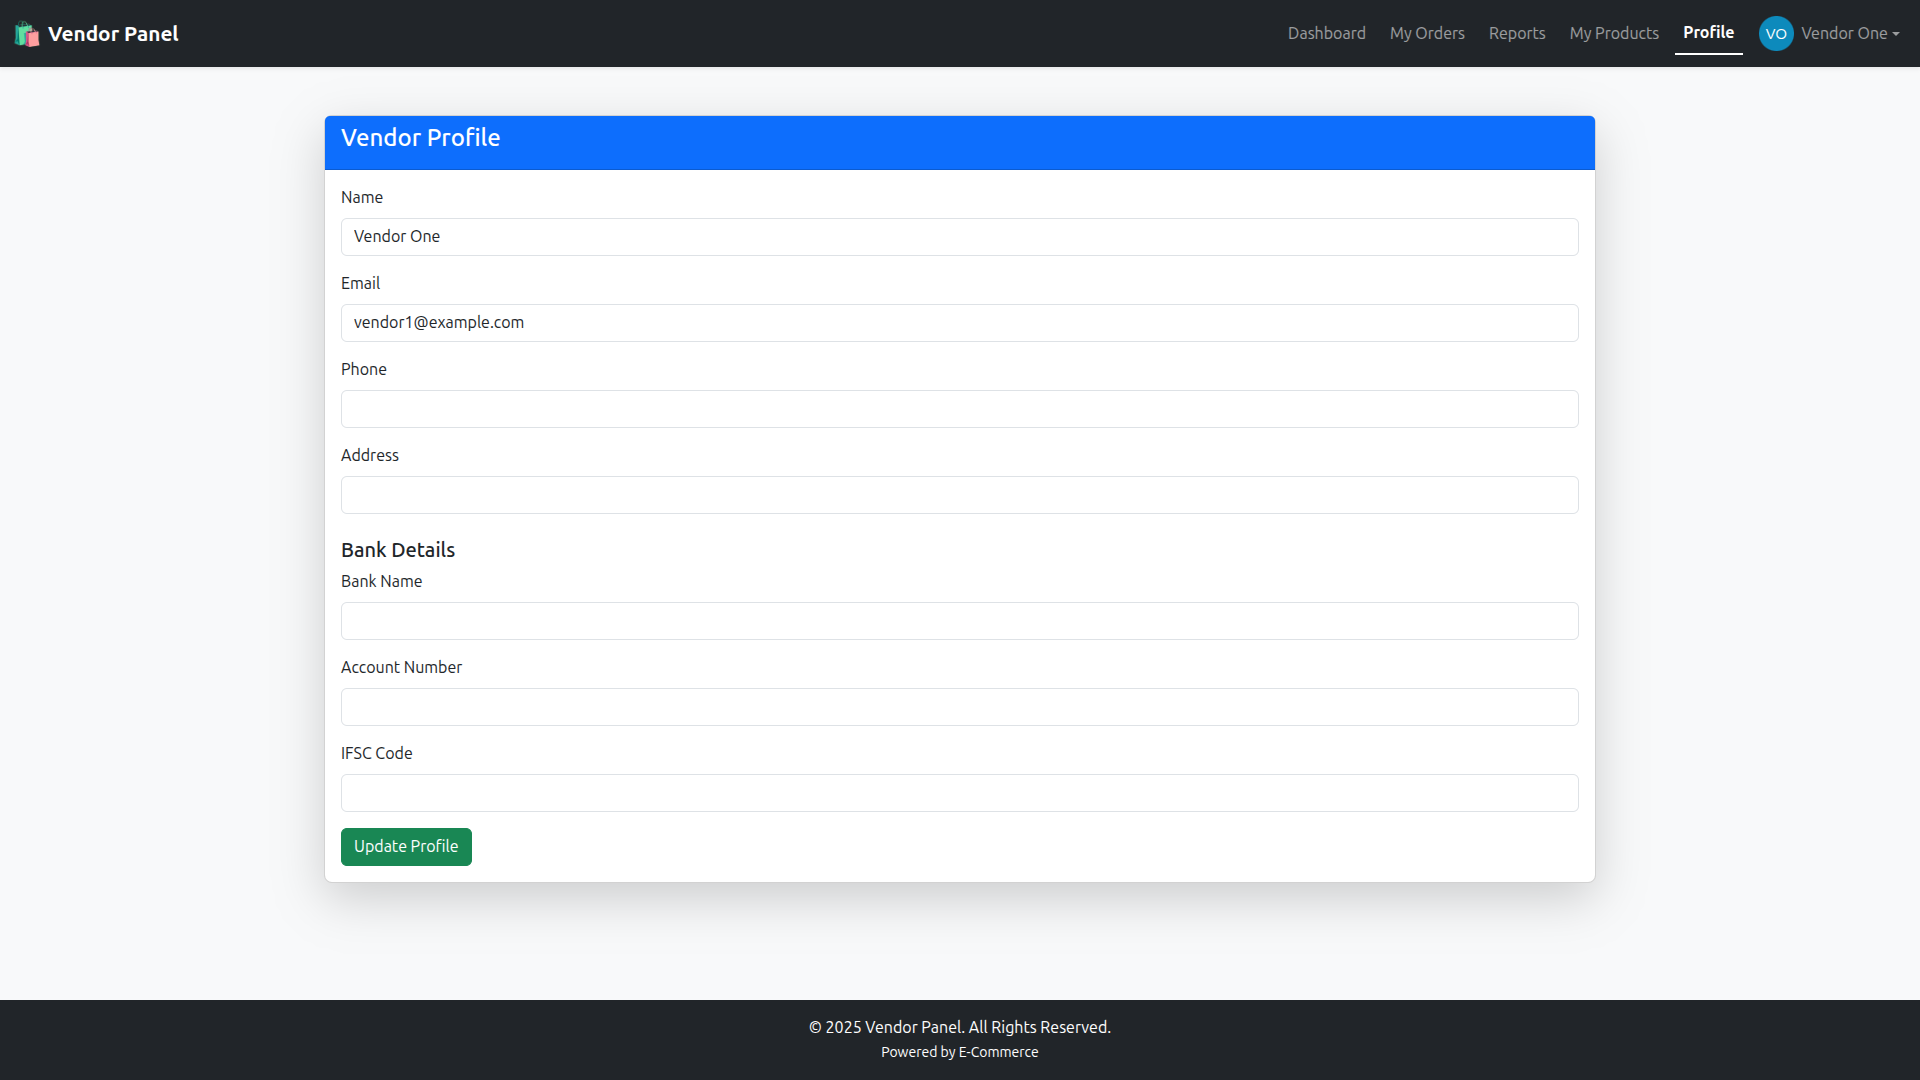 Vendor Panel
Dashboard My Orders Reports My Products Profile VO Vendor One
Vendor Profile
Name
Vendor One
Email
vendor1@example.com
Phone
Address
Bank Details
Bank Name
Account Number
IFSC Code
Update Profile
© 2025 Vendor Panel. All Rights Reserved.
Powered by E-Commerce